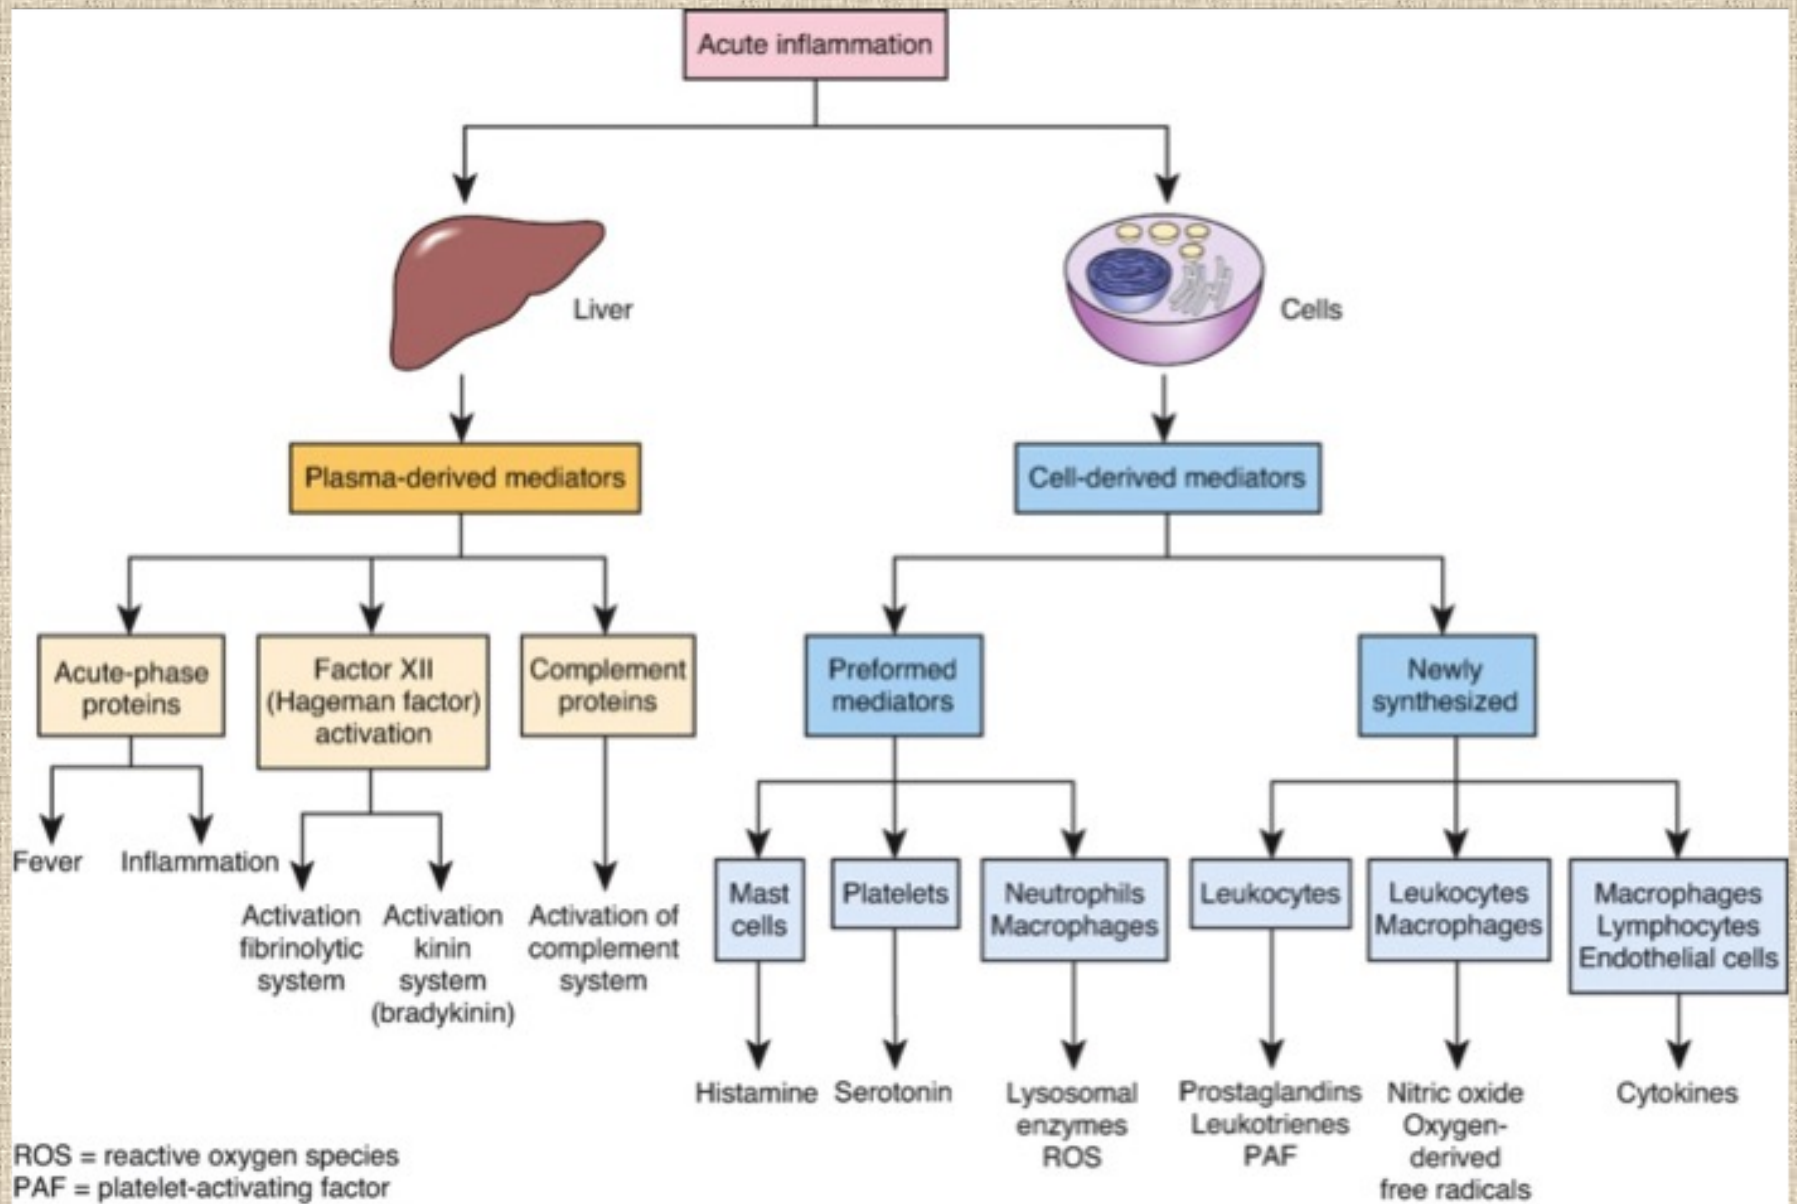 Acute inflammation
Liver
Cells
Plasma-derived mediators
Cell-derived mediators
Acute-phase
proteins
Factor XII
(Hageman factor)
activation
Complement
proteins
Preformed
mediators
Newly
synthesized
Fever
Inflammation
Activation
fibrinolytic
system
Activation
kinin
system
(bradykinin)
Activation of
complement
system
Mast
cells
Platelets
Neutrophils
Macrophages
Leukocytes
Leukocytes
Macrophages
Macrophages
Lymphocytes
Endothelial cells
Histamine
Serotonin
Lysosomal
enzymes
ROS
Prostaglandins
Leukotrienes
PAF
Nitric oxide
Oxygen-
derived
free radicals
Cytokines
ROS = reactive oxygen species
PAF = platelet-activating factor